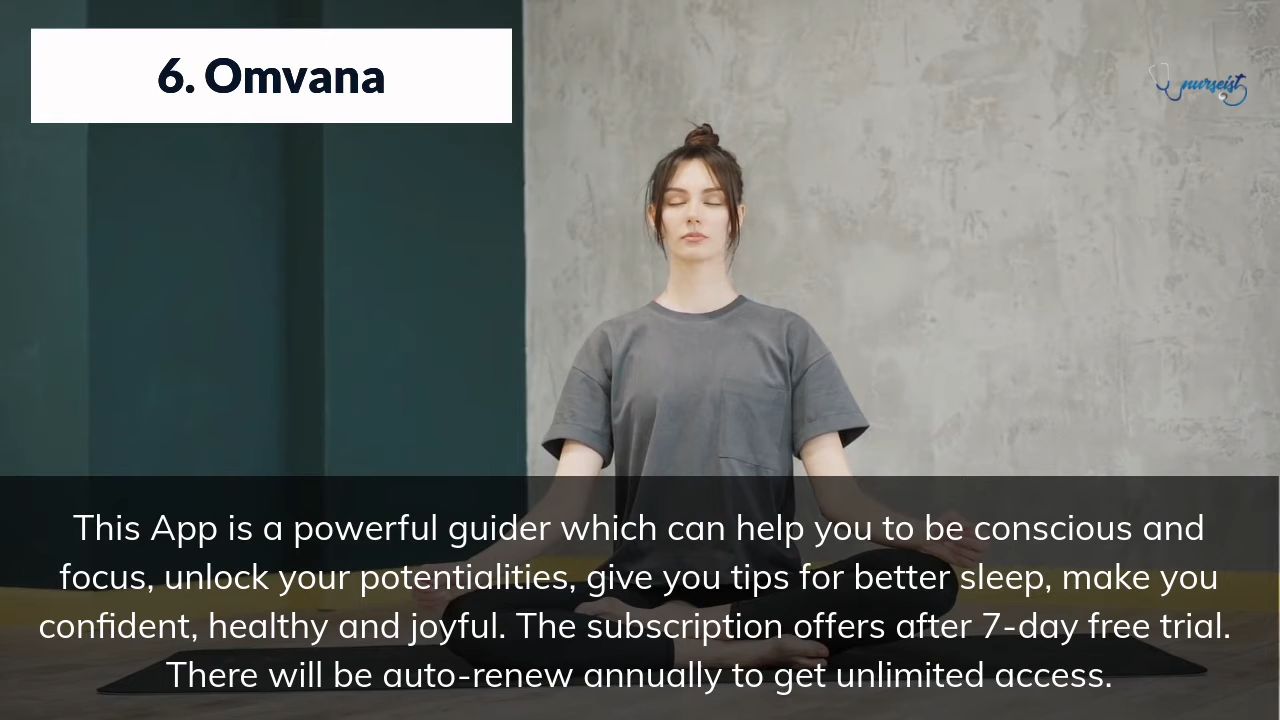 6. Omvana
nurseist
This App is a powerful guider which can help you to be conscious and
focus, unlock your potentialities, give you tips for better sleep, make you
confident, healthy and joyful. The subscription offers after 7-day free trial.
There will be auto-renew annually to get unlimited access.